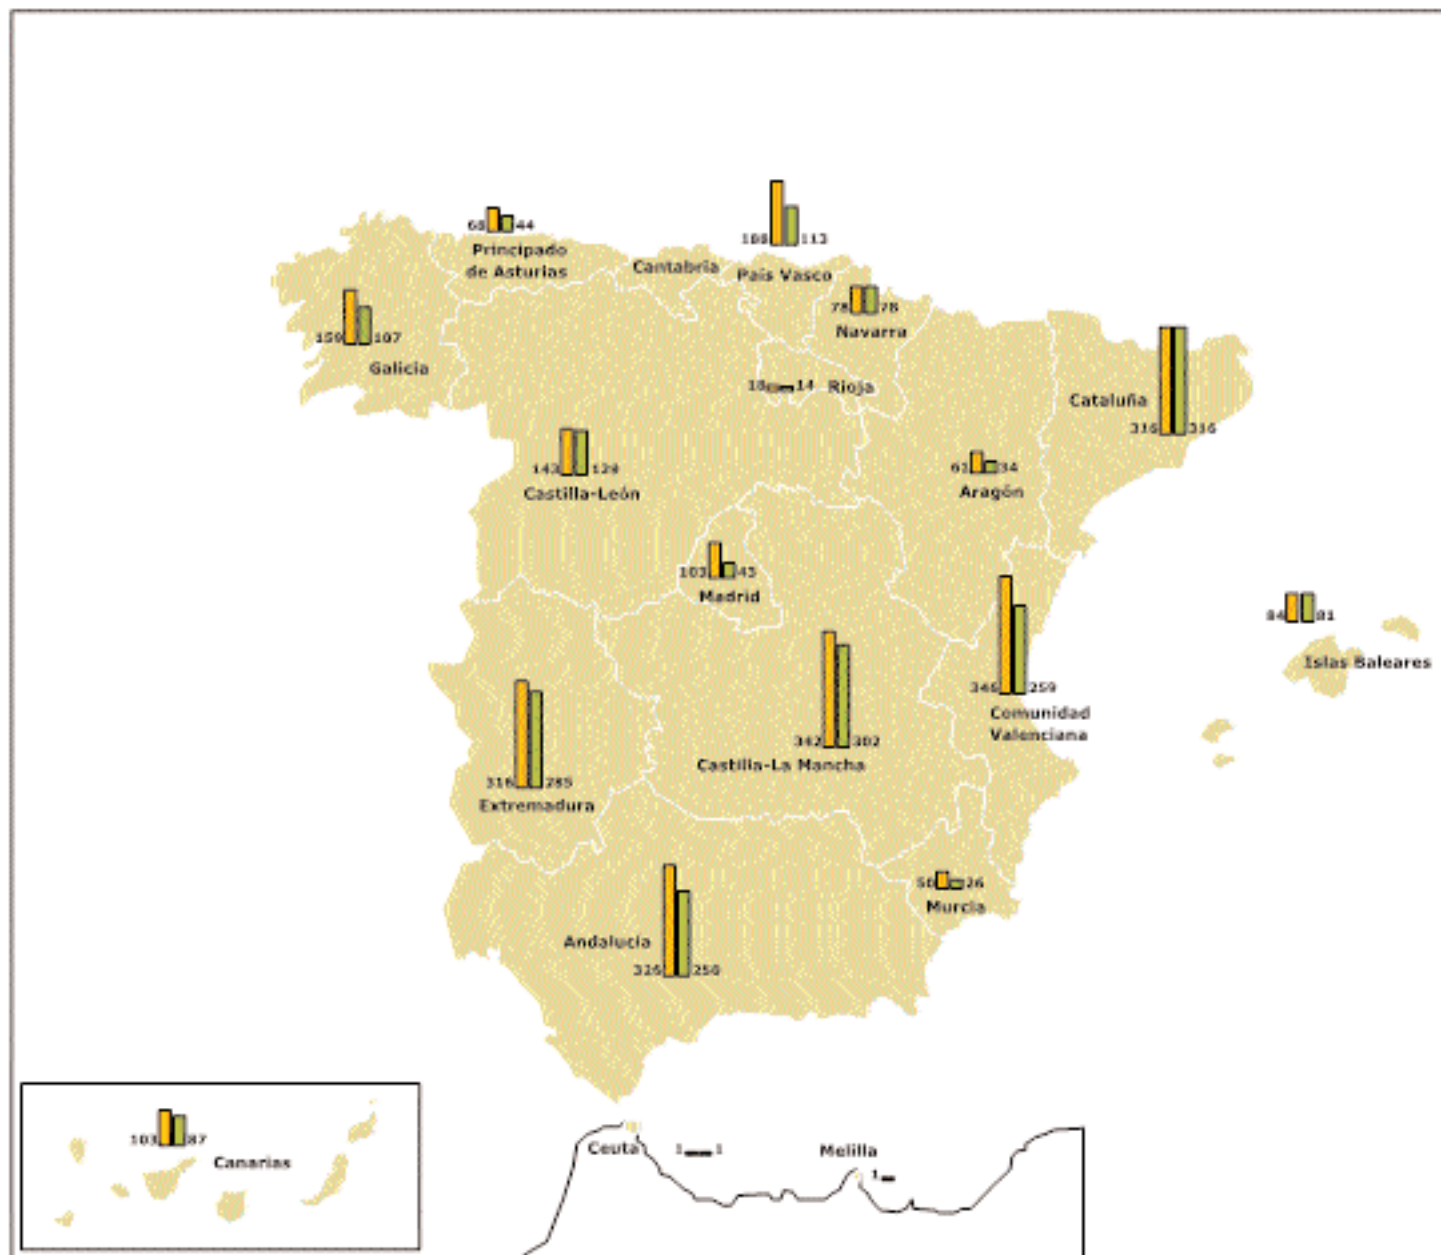 68 44
Principado
de Asturias
Cantabria
188 113
País Vasco
78 78
Navarra
159 107
Galicia
18 14 Rioja
Cataluña
316 316
143
Castilla-León
61 34
Aragón
103 43
Madrid
84 81
Islas Baleares
346 259
Comunidad
Valenciana
342 302
Castilla-La Mancha
316 285
Extremadura
50 26
Murcia
Andalucía
326 250
103 87
Canarias
Ceuta 1 1
Melilla
1